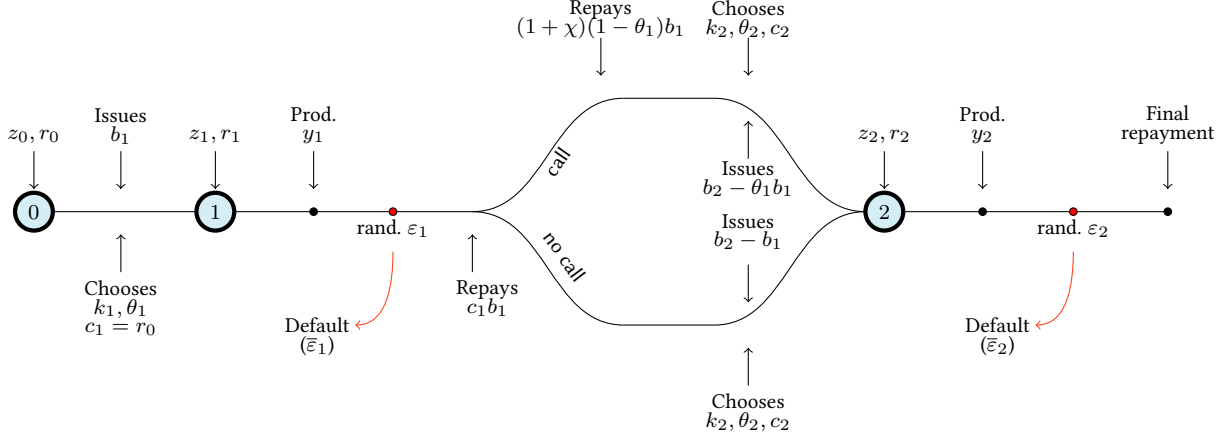 Repays
(1 + χ)(1 − θ₁)b₁
Chooses
k₂, θ₂, c₂
z₀, r₀
Issues
b₁
z₁, r₁
Prod.
y₁
call
Issues
b₂ − θ₁b₁
z₂, r₂
Prod.
y₂
Final
repayment
0
1
2
rand. ε₁
rand. ε₂
Issues
b₂ − b₁
no call
Chooses
k₁, θ₁
c₁ = r₀
Repays
c₁b₁
Default
(ε̅₁)
Default
(ε̅₂)
Chooses
k₂, θ₂, c₂